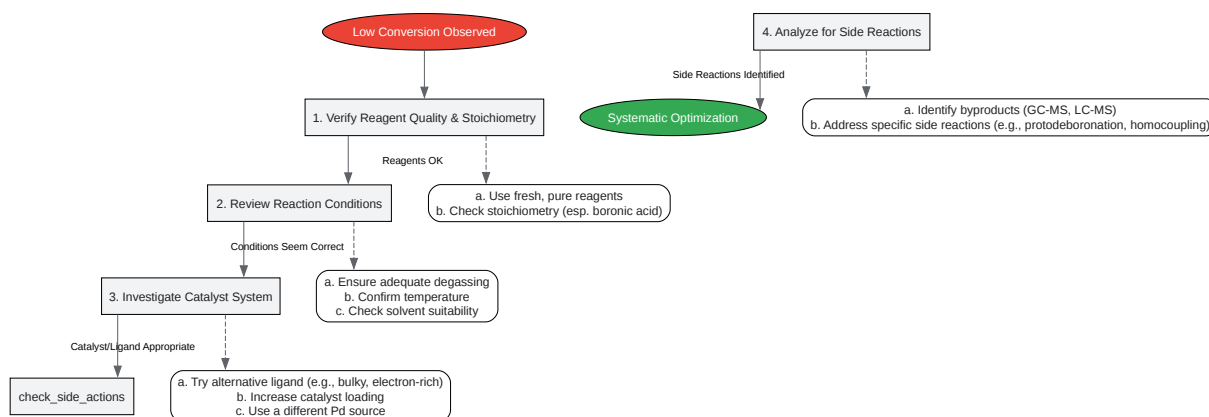 Low Conversion Observed
1. Verify Reagent Quality & Stoichiometry
Reagents OK
a. Use fresh, pure reagents
b. Check stoichiometry (esp. boronic acid)
2. Review Reaction Conditions
Conditions Seem Correct
a. Ensure adequate degassing
b. Confirm temperature
c. Check solvent suitability
3. Investigate Catalyst System
Catalyst/Ligand Appropriate
a. Try alternative ligand (e.g., bulky, electron-rich)
b. Increase catalyst loading
c. Use a different Pd source
check_side_actions
4. Analyze for Side Reactions
Side Reactions Identified
Systematic Optimization
a. Identify byproducts (GC-MS, LC-MS)
b. Address specific side reactions (e.g., protodeboronation, homocoupling)